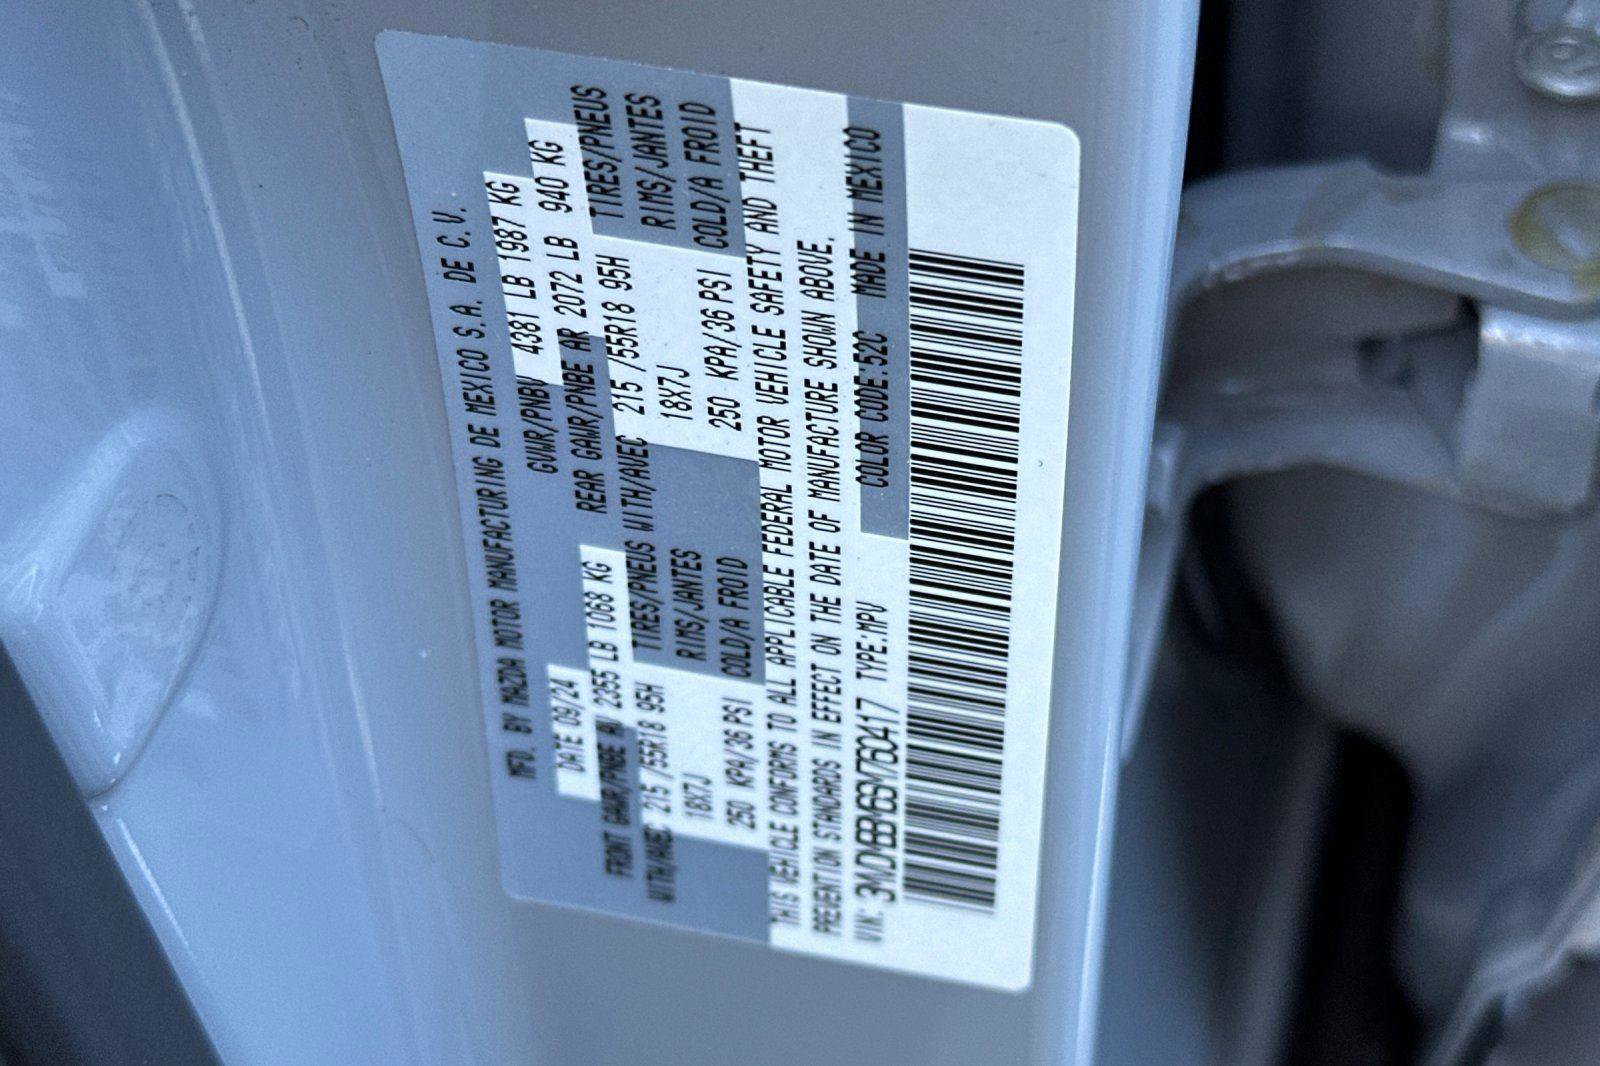 MFD. BY MAZDA MOTOR MANUFACTURING DE MEXICO S.A. DE C.V.
DATE 09/24 GVWR/PNBV 4381 LB 1987 KG
FRONT GAWR/PNBE AV 2355 LB 1068 KG REAR GAWR/PNBE AR 2072 LB 940 KG
WITH/AVEC 215 /55R18 95H TIRES/PNEUS WITH/AVEC 215 /55R18 95H TIRES/PNEUS
18X7J RIMS/JANTES 18X7J RIMS/JANTES
250 KPA/36 PSI COLD/A FROID 250 KPA/36 PSI COLD/A FROID
THIS VEHICLE CONFORMS TO ALL APPLICABLE FEDERAL MOTOR VEHICLE SAFETY AND THEFT
PREVENTION STANDARDS IN EFFECT ON THE DATE OF MANUFACTURE SHOWN ABOVE.
VIN: 3MVDMBBM6SM760417 TYPE:MPV COLOR CODE:52C MADE IN MEXICO